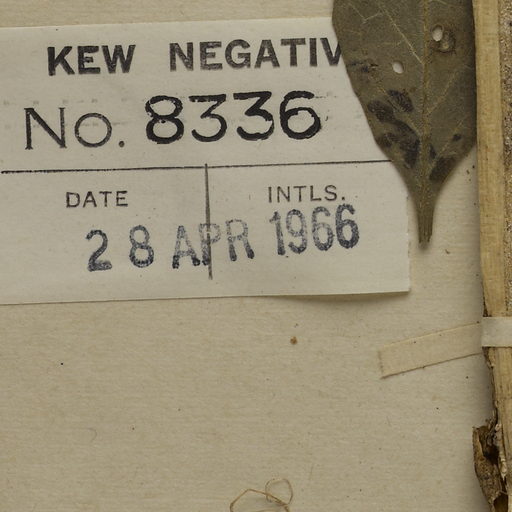 KEW NEGATIV
No. 8336
DATE INTLS.
28 APR 1966